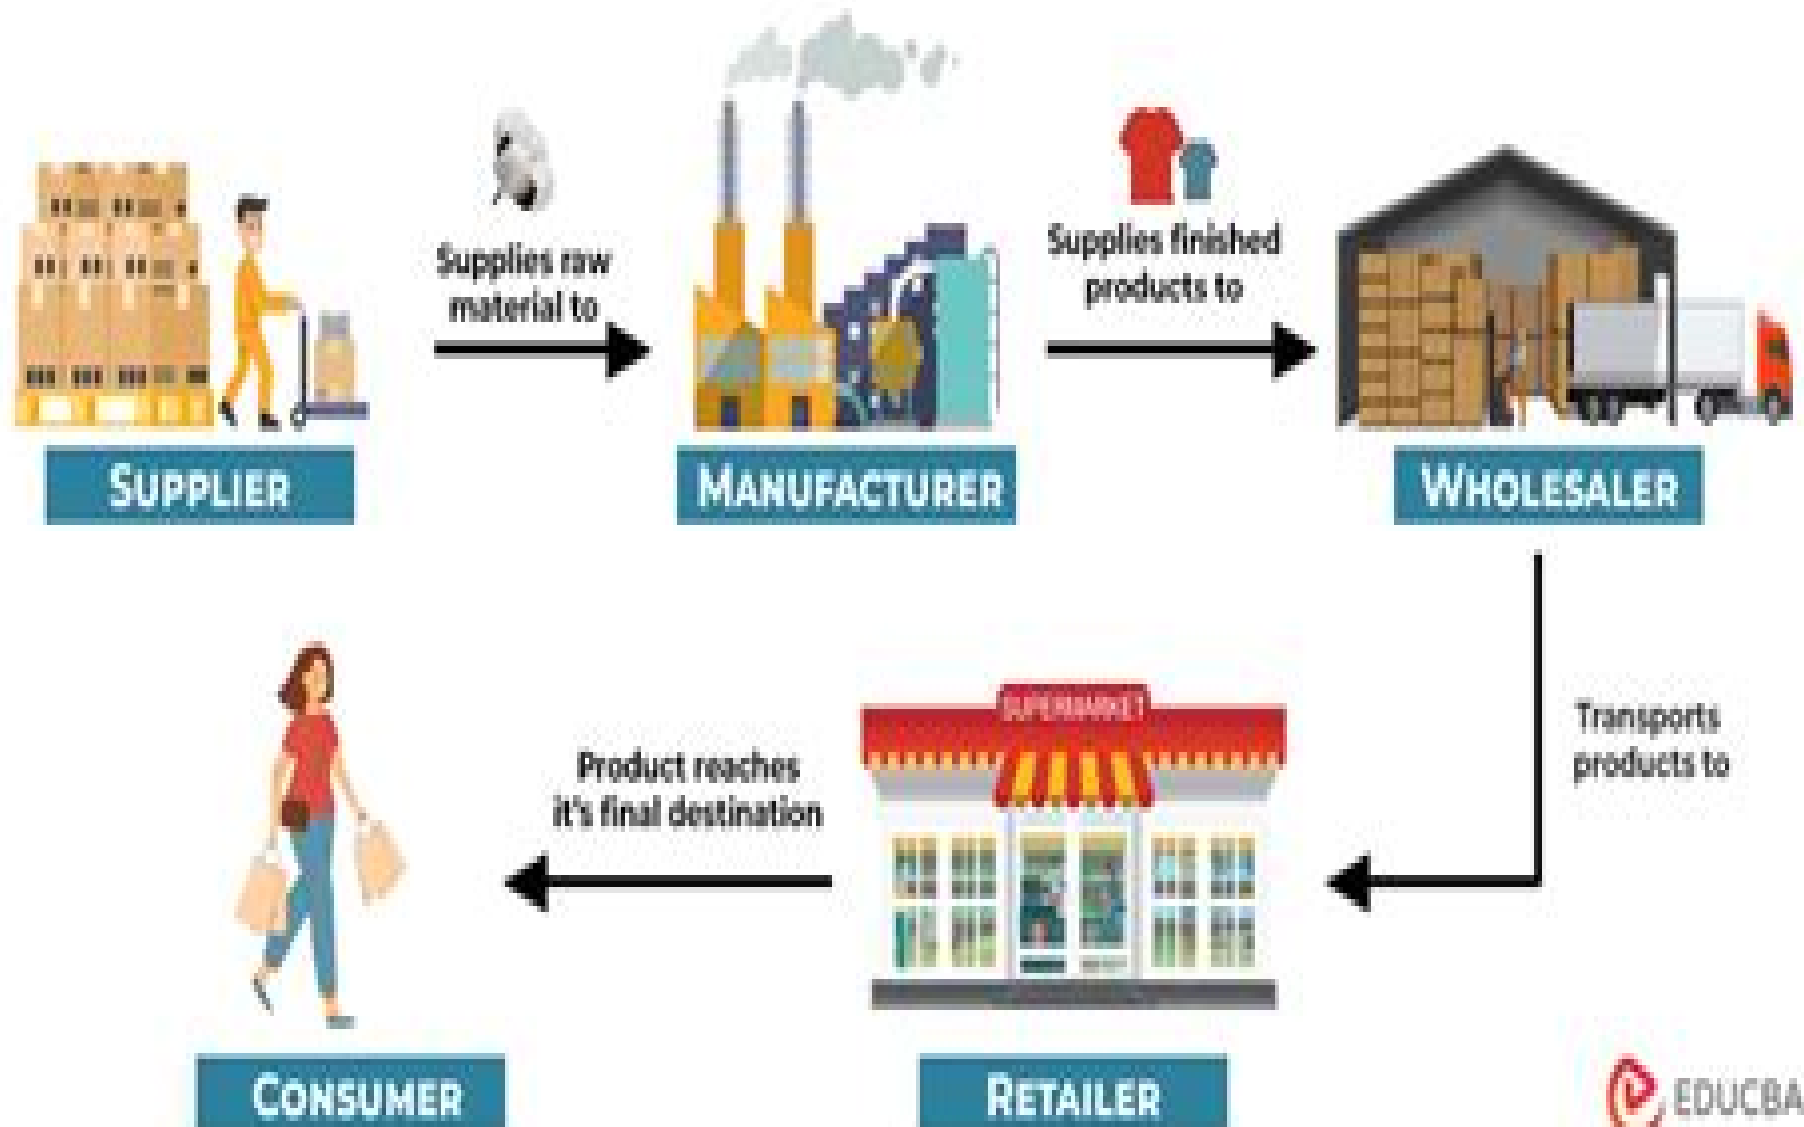 Supplies raw
material to
Supplies finished
products to
SUPPLIER
MANUFACTURER
WHOLESALER
Transports
products to
SUPERMARKET
Product reaches
it's final destination
CONSUMER
RETAILER
EDUCBA